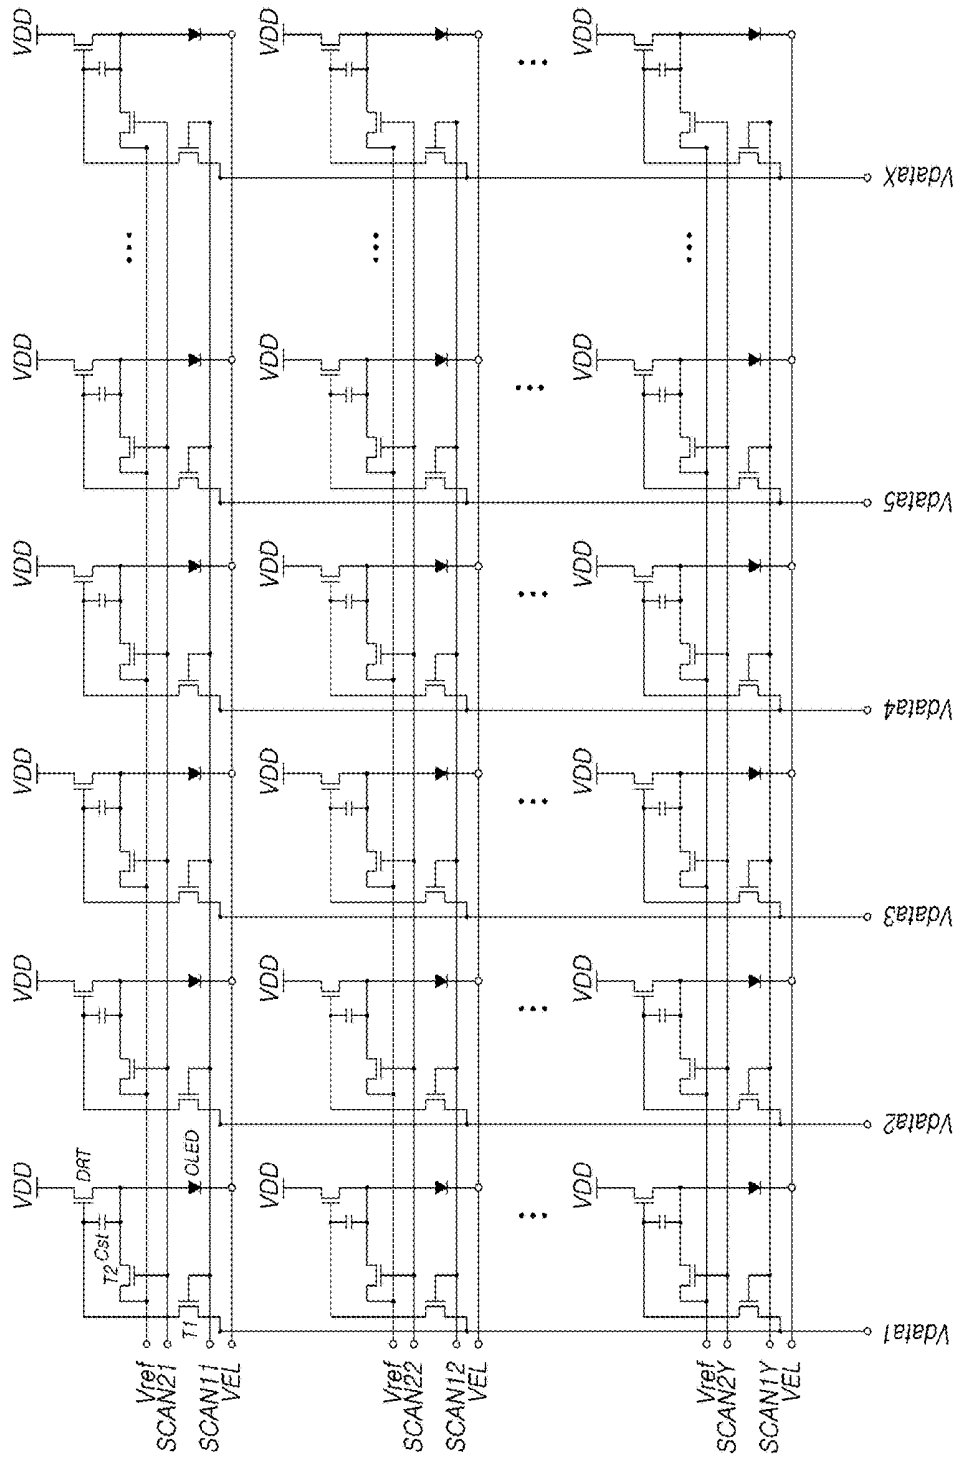 VDD
VDD
VDD
VdataX
VDD
VDD
VDD
Vdata5
VDD
VDD
VDD
Vdata4
VDD
VDD
VDD
Vdata3
VDD
VDD
VDD
Vdata2
VDD
VDD
VDD
DRT
OLED
Cst
T2
T1
Vdata1
Vref
SCAN21
SCAN11
VEL
Vref
SCAN22
SCAN12
VEL
Vref
SCAN2Y
SCAN1Y
VEL